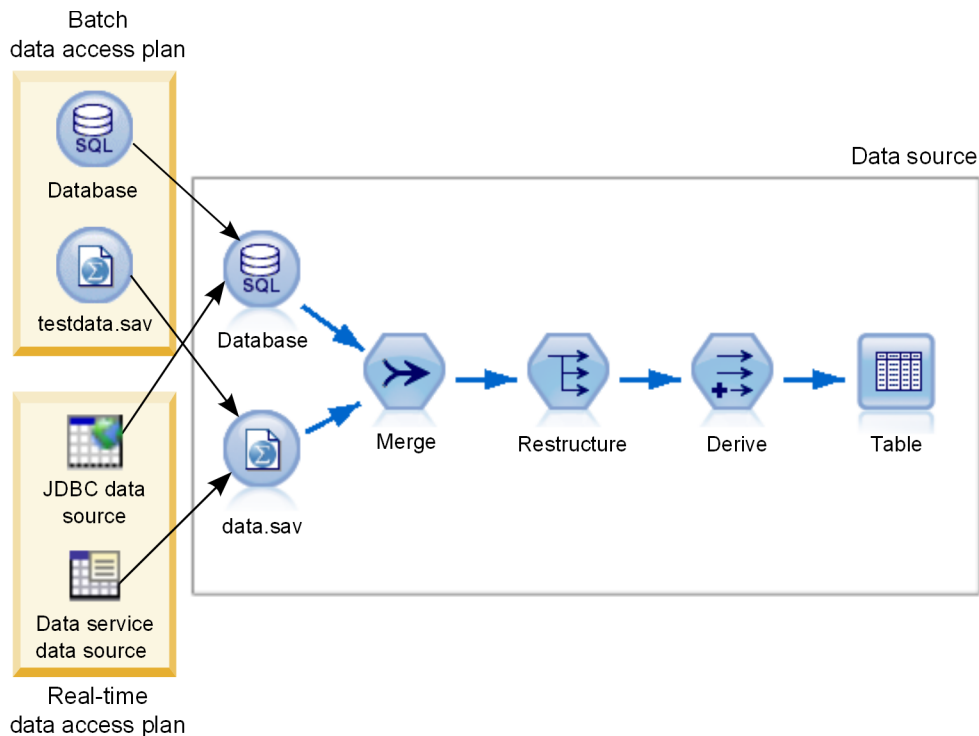 Batch
data access plan
SQL
Database
testdata.sav
Data source
SQL
Database
data.sav
Merge
Restructure
Derive
Table
JDBC data
source
Data service
data source
Real-time
data access plan